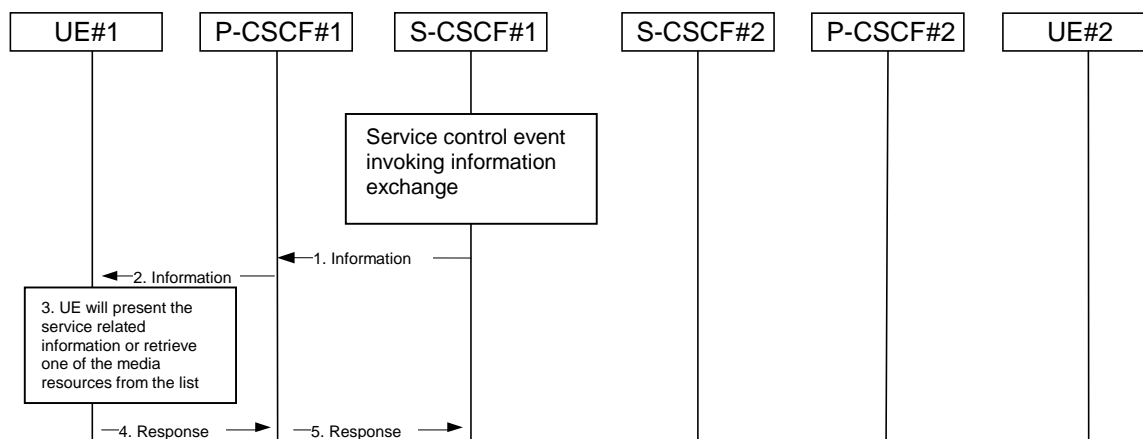 UE#1
P-CSCF#1
S-CSCF#1
S-CSCF#2
P-CSCF#2
UE#2
Service control event
invoking information
exchange
1. Information
2. Information
3. UE will present the
service related
information or retrieve
one of the media
resources from the list
4. Response
5. Response